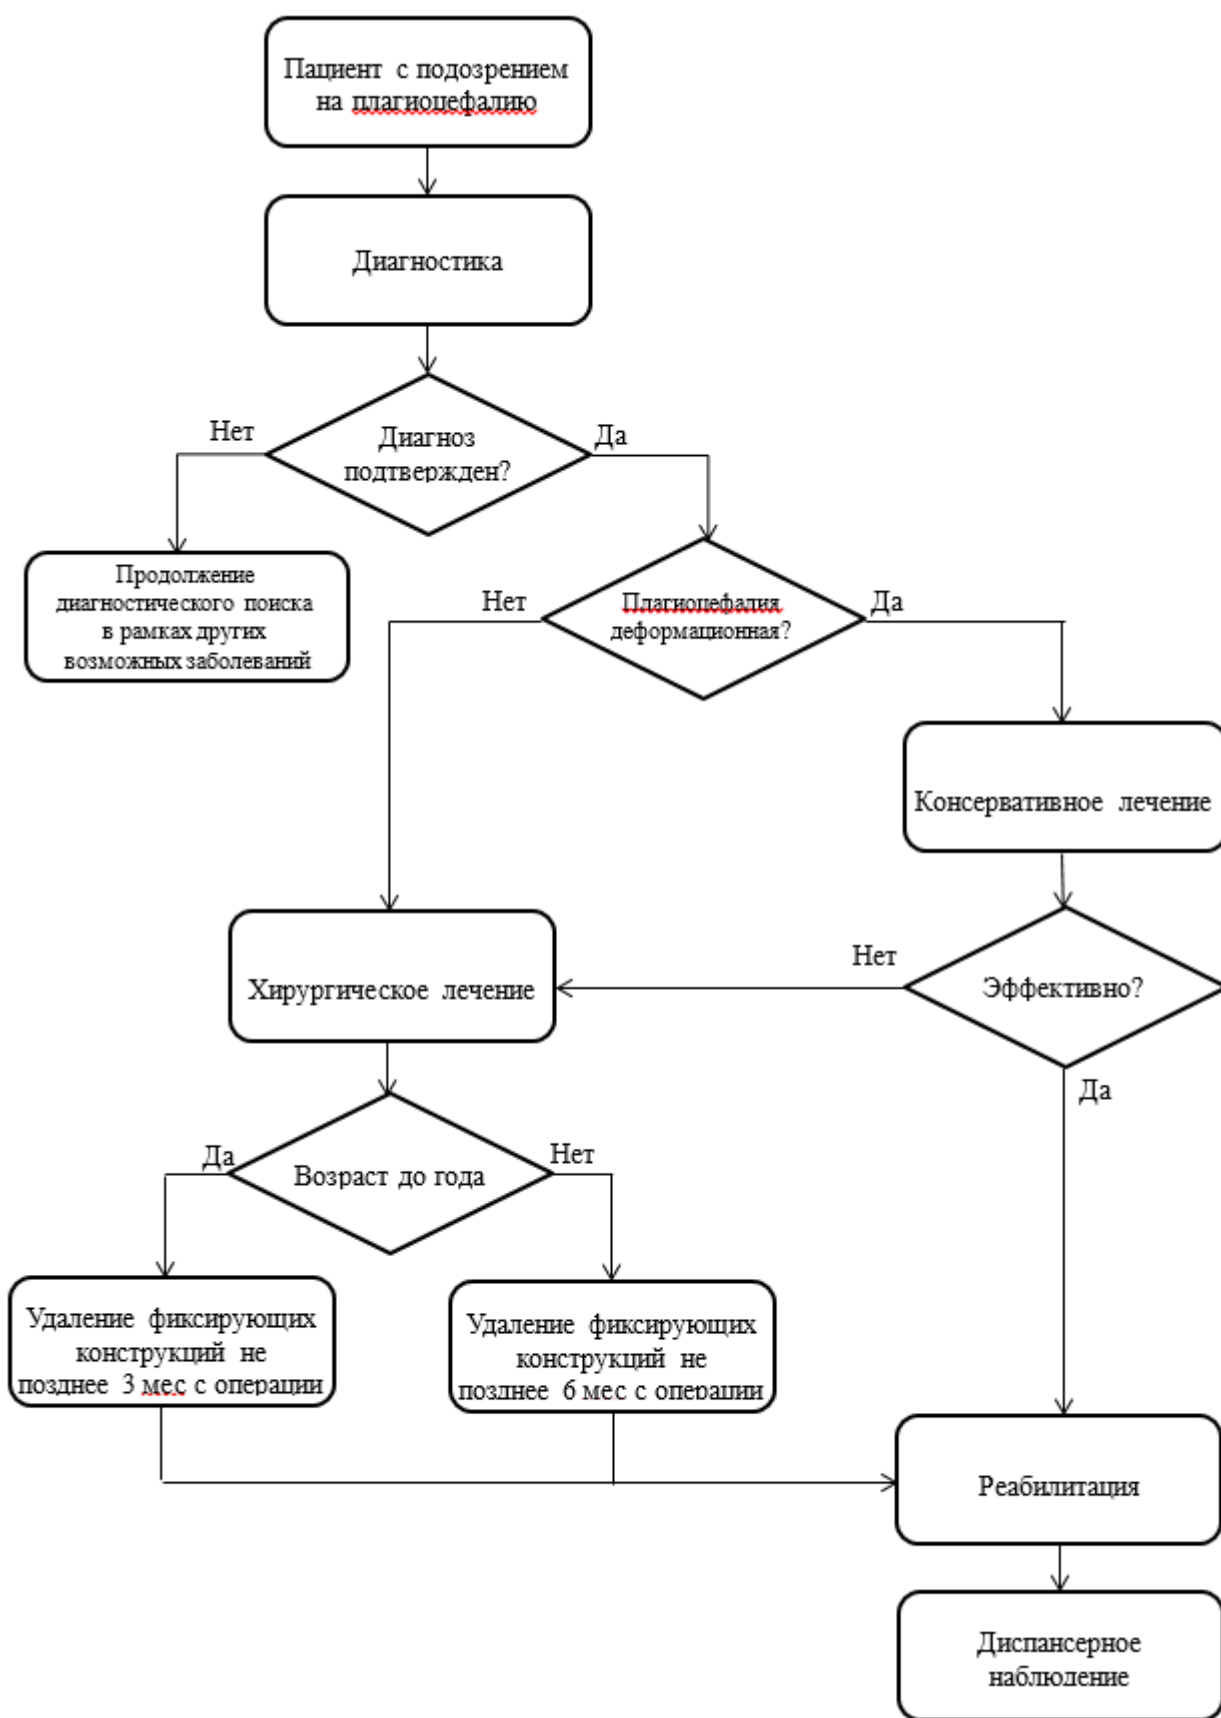 Пациент с подозрением
на плагиоцефалию
Диагностика
Нет
Диагноз
подтвержден?
Да
Продолжение
диагностического поиска
в рамках других
возможных заболеваний
Нет
Плагиоцефалия
деформационная?
Да
Консервативное лечение
Хирургическое лечение
Нет
Эффективно?
Да
Да
Возраст до года
Нет
Удаление фиксирующих
конструкций не
позднее 3 мес с операции
Удаление фиксирующих
конструкций не
позднее 6 мес с операции
Реабилитация
Диспансерное
наблюдение